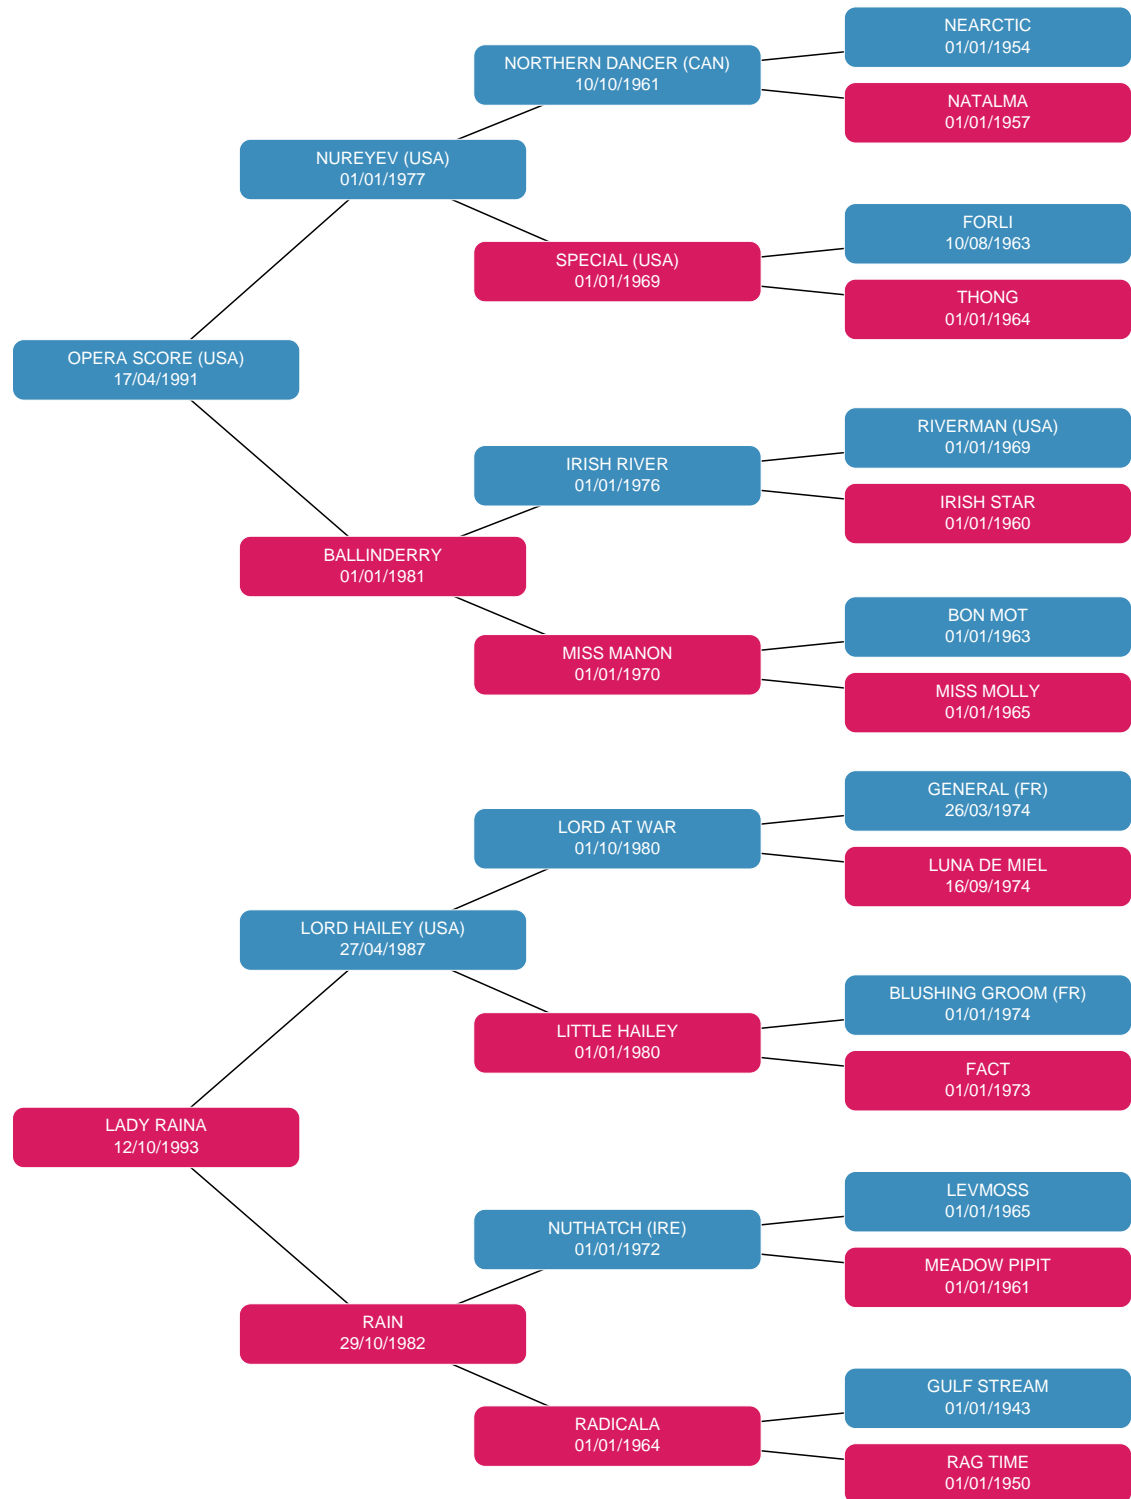 NEARCTIC
01/01/1954
NORTHERN DANCER (CAN)
10/10/1961
NATALMA
01/01/1957
NUREYEV (USA)
01/01/1977
FORLI
10/08/1963
SPECIAL (USA)
01/01/1969
THONG
01/01/1964
OPERA SCORE (USA)
17/04/1991
RIVERMAN (USA)
01/01/1969
IRISH RIVER
01/01/1976
IRISH STAR
01/01/1960
BALLINDERRY
01/01/1981
BON MOT
01/01/1963
MISS MANON
01/01/1970
MISS MOLLY
01/01/1965
GENERAL (FR)
26/03/1974
LORD AT WAR
01/10/1980
LUNA DE MIEL
16/09/1974
LORD HAILEY (USA)
27/04/1987
BLUSHING GROOM (FR)
01/01/1974
LITTLE HAILEY
01/01/1980
FACT
01/01/1973
LADY RAINA
12/10/1993
LEVMOSS
01/01/1965
NUTHATCH (IRE)
01/01/1972
MEADOW PIPIT
01/01/1961
RAIN
29/10/1982
GULF STREAM
01/01/1943
RADICALA
01/01/1964
RAG TIME
01/01/1950